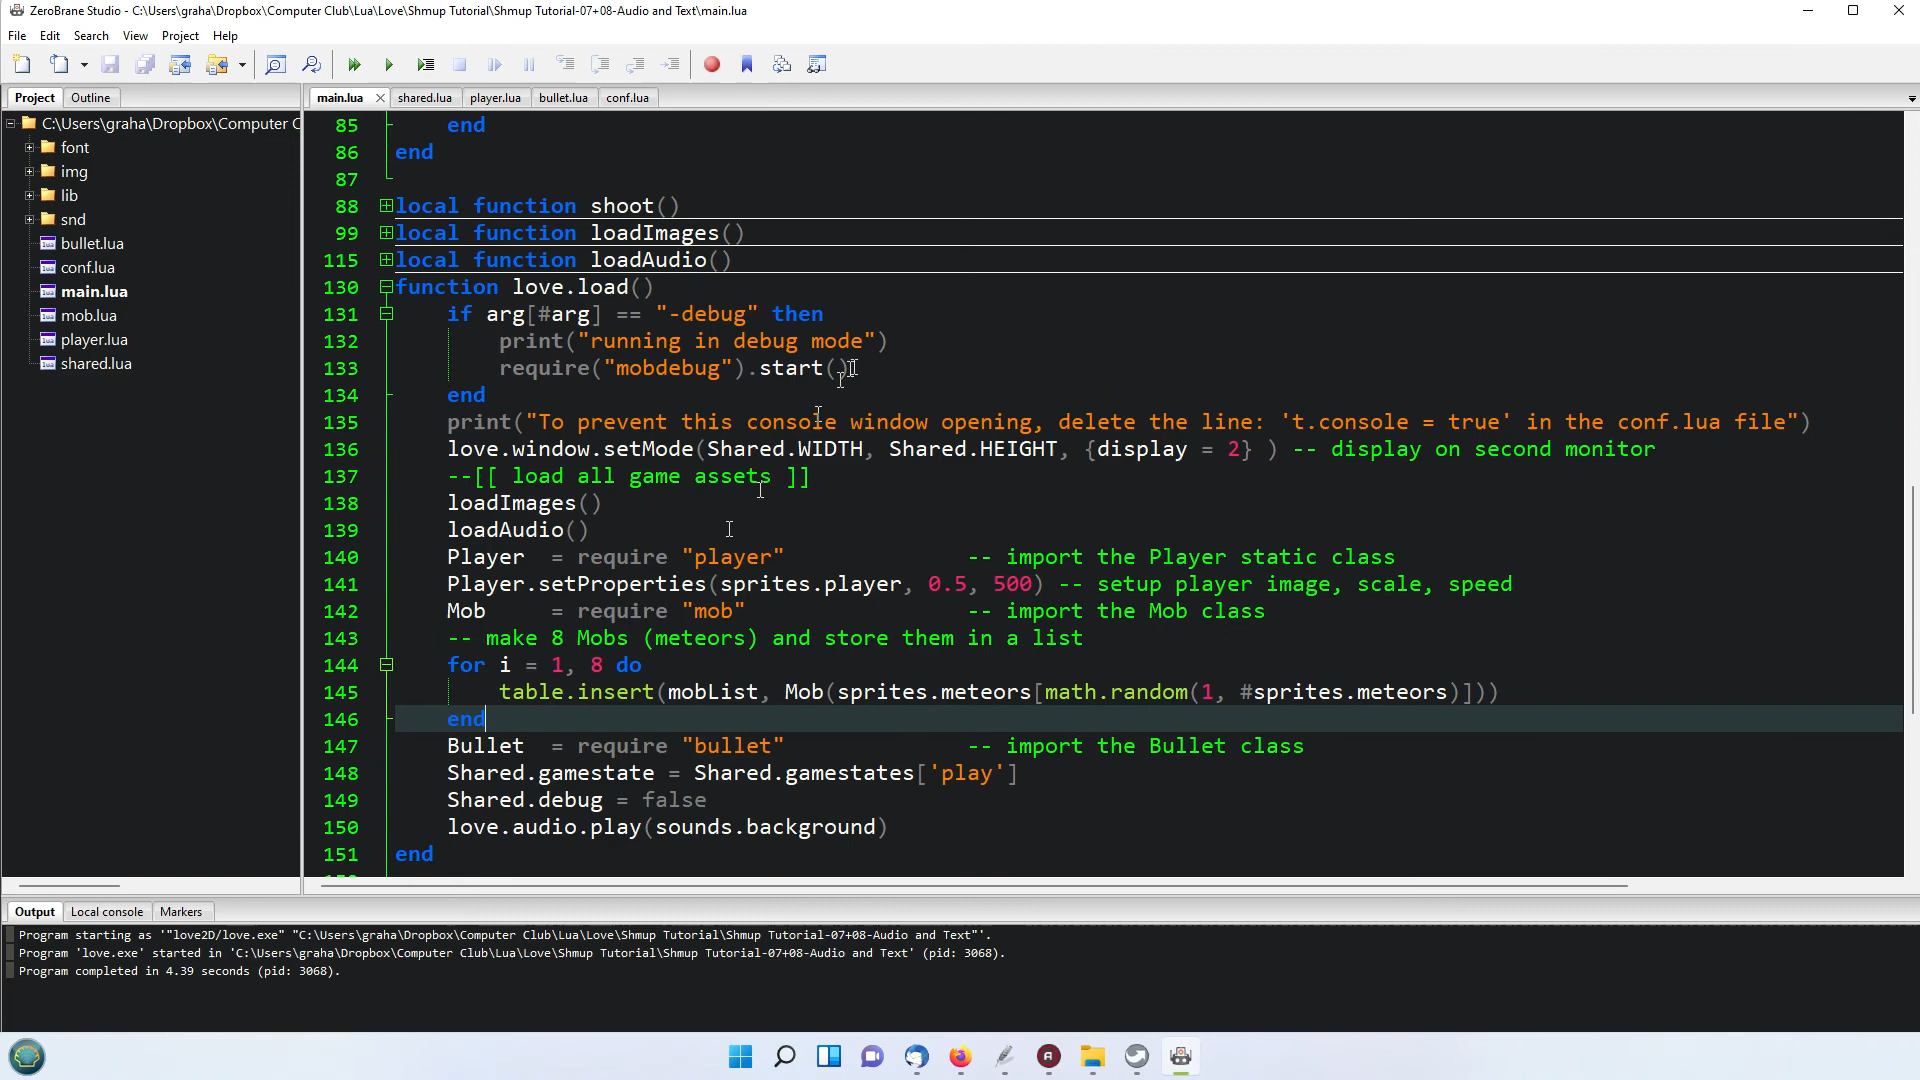 ZeroBrane Studio - C:\Users\graha\Dropbox\Computer Club\Lua\Love\Shmup Tutorial\Shmup Tutorial-07+08-Audio and Text\main.lua
File Edit Search View Project Help
Project Outline
main.lua shared.lua player.lua bullet.lua conf.lua
C:\Users\graha\Dropbox\Computer C
font
img
lib
snd
bullet.lua
conf.lua
main.lua
mob.lua
player.lua
shared.lua
85 end
86 end
87
88 local function shoot()
99 local function loadImages()
115 local function loadAudio()
130 function love.load()
131 if arg[#arg] == "-debug" then
132 print("running in debug mode")
133 require("mobdebug").start()
134 end
135 print("To prevent this console window opening, delete the line: 't.console = true' in the conf.lua file")
136 love.window.setMode(Shared.WIDTH, Shared.HEIGHT, {display = 2} ) -- display on second monitor
137 --[[ load all game assets ]]
138 loadImages()
139 loadAudio()
140 Player = require "player" -- import the Player static class
141 Player.setProperties(sprites.player, 0.5, 500) -- setup player image, scale, speed
142 Mob = require "mob" -- import the Mob class
143 -- make 8 Mobs (meteors) and store them in a list
144 for i = 1, 8 do
145 table.insert(mobList, Mob(sprites.meteors[math.random(1, #sprites.meteors)]))
146 end
147 Bullet = require "bullet" -- import the Bullet class
148 Shared.gamestate = Shared.gamestates['play']
149 Shared.debug = false
150 love.audio.play(sounds.background)
151 end
Output Local console Markers
Program starting as '"love2D/love.exe" "C:\Users\graha\Dropbox\Computer Club\Lua\Love\Shmup Tutorial\Shmup Tutorial-07+08-Audio and Text"'.
Program 'love.exe' started in 'C:\Users\graha\Dropbox\Computer Club\Lua\Love\Shmup Tutorial\Shmup Tutorial-07+08-Audio and Text' (pid: 3068).
Program completed in 4.39 seconds (pid: 3068).